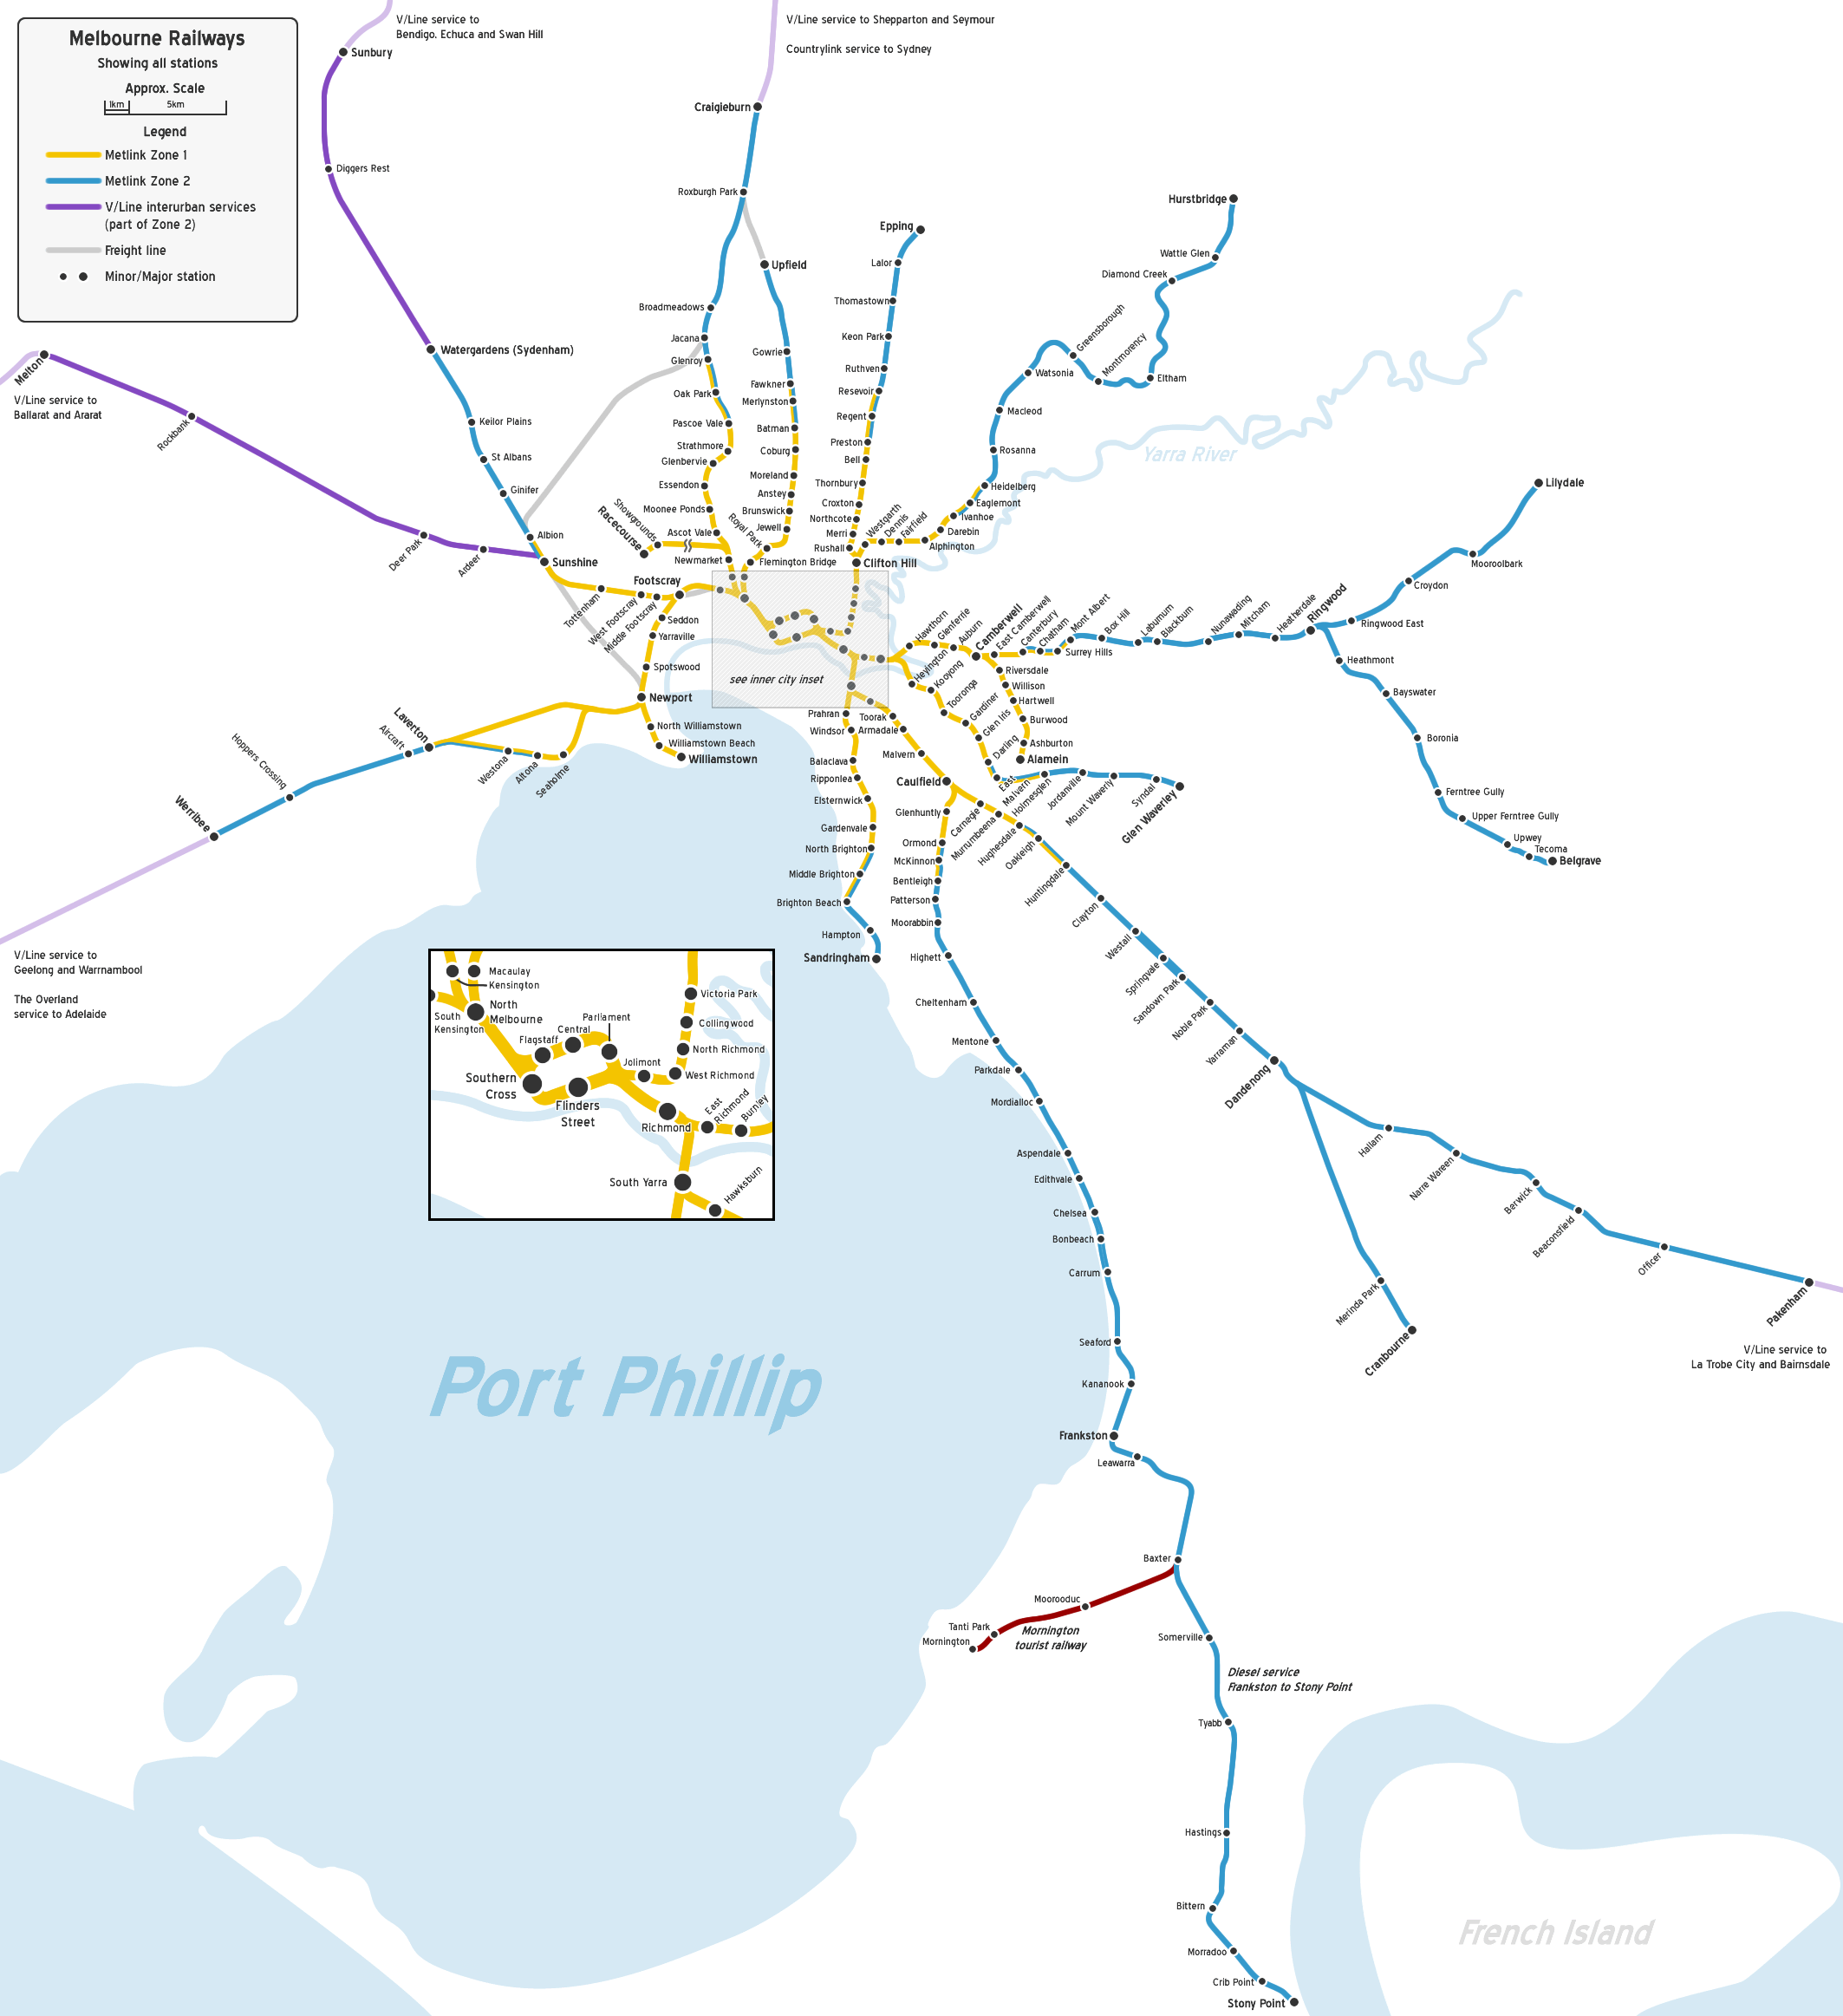 Melbourne Railways
Showing all stations
Approx. Scale
1km
5km
Legend
Metlink Zone 1
Metlink Zone 2
V/Line interurban services
(part of Zone 2)
Freight line
Minor/Major station
V/Line service to
Bendigo. Echuca and Swan Hill
V/Line service to Shepparton and Seymour
Countrylink service to Sydney
Sunbury
Diggers Rest
Watergardens (Sydenham)
Keilor Plains
St Albans
Ginifer
Albion
Sunshine
Melton
V/Line service to
Ballarat and Ararat
Rockbank
Deer Park
Ardeer
Tottenham
West Footscray
Middle Footscray
Footscray
Seddon
Yarraville
Spotswood
Newport
North Williamstown
Williamstown Beach
Williamstown
Laverton
Aircraft
Westona
Altona
Seaholme
Hoppers Crossing
Werribee
V/Line service to
Geelong and Warrnambool
The Overland
service to Adelaide
Craigieburn
Roxburgh Park
Broadmeadows
Jacana
Glenroy
Oak Park
Pascoe Vale
Strathmore
Glenbervie
Essendon
Moonee Ponds
Ascot Vale
Newmarket
Showgrounds
Racecourse
Upfield
Gowrie
Fawkner
Merlynston
Batman
Coburg
Moreland
Anstey
Brunswick
Jewell
Royal Park
Flemington Bridge
Epping
Lalor
Thomastown
Keon Park
Ruthven
Resevoir
Regent
Preston
Bell
Thornbury
Croxton
Northcote
Merri
Rushall
Clifton Hill
Hurstbridge
Wattle Glen
Diamond Creek
Eltham
Montmorency
Greensborough
Watsonia
Macleod
Rosanna
Heidelberg
Eaglemont
Ivanhoe
Darebin
Alphington
Fairfield
Dennis
Westgarth
Yarra River
see inner city inset
Hawthorn
Glenferrie
Auburn
Camberwell
East Camberwell
Canterbury
Chatham
Surrey Hills
Mont Albert
Box Hill
Laburnum
Blackburn
Nunawading
Mitcham
Heatherdale
Ringwood
Ringwood East
Croydon
Mooroolbark
Lilydale
Heathmont
Bayswater
Boronia
Ferntree Gully
Upper Ferntree Gully
Upwey
Tecoma
Belgrave
Riversdale
Willison
Hartwell
Burwood
Ashburton
Alamein
Heyington
Kooyong
Tooronga
Gardiner
Glen Iris
Darling
East
Malvern
Holmesglen
Jordanville
Mount Waverly
Syndal
Glen Waverley
Prahran
Windsor
Balaclava
Ripponlea
Elsternwick
Gardenvale
North Brighton
Middle Brighton
Brighton Beach
Hampton
Sandringham
Toorak
Armadale
Malvern
Caulfield
Carnegie
Murrumbeena
Hughesdale
Oakleigh
Huntingdale
Clayton
Westall
Springvale
Sandown Park
Noble Park
Yarraman
Dandenong
Hallam
Narre Wareen
Berwick
Beaconsfield
Officer
Pakenham
V/Line service to
La Trobe City and Bairnsdale
Merinda Park
Cranbourne
Glenhuntly
Ormond
McKinnon
Bentleigh
Patterson
Moorabbin
Highett
Cheltenham
Mentone
Parkdale
Mordialloc
Aspendale
Edithvale
Chelsea
Bonbeach
Carrum
Seaford
Kananook
Frankston
Leawarra
Baxter
Moorooduc
Tanti Park
Mornington
Mornington
tourist railway
Somerville
Diesel service
Frankston to Stony Point
Tyabb
Hastings
Bittern
Morradoo
Crib Point
Stony Point
Port Phillip
French Island
Macaulay
Kensington
North
Melbourne
South
Kensington
Flagstaff
Central
Parliament
Southern
Cross
Flinders
Street
Jolimont
West Richmond
North Richmond
Collingwood
Victoria Park
Richmond
East
Richmond
Burnley
South Yarra
Hawksburn